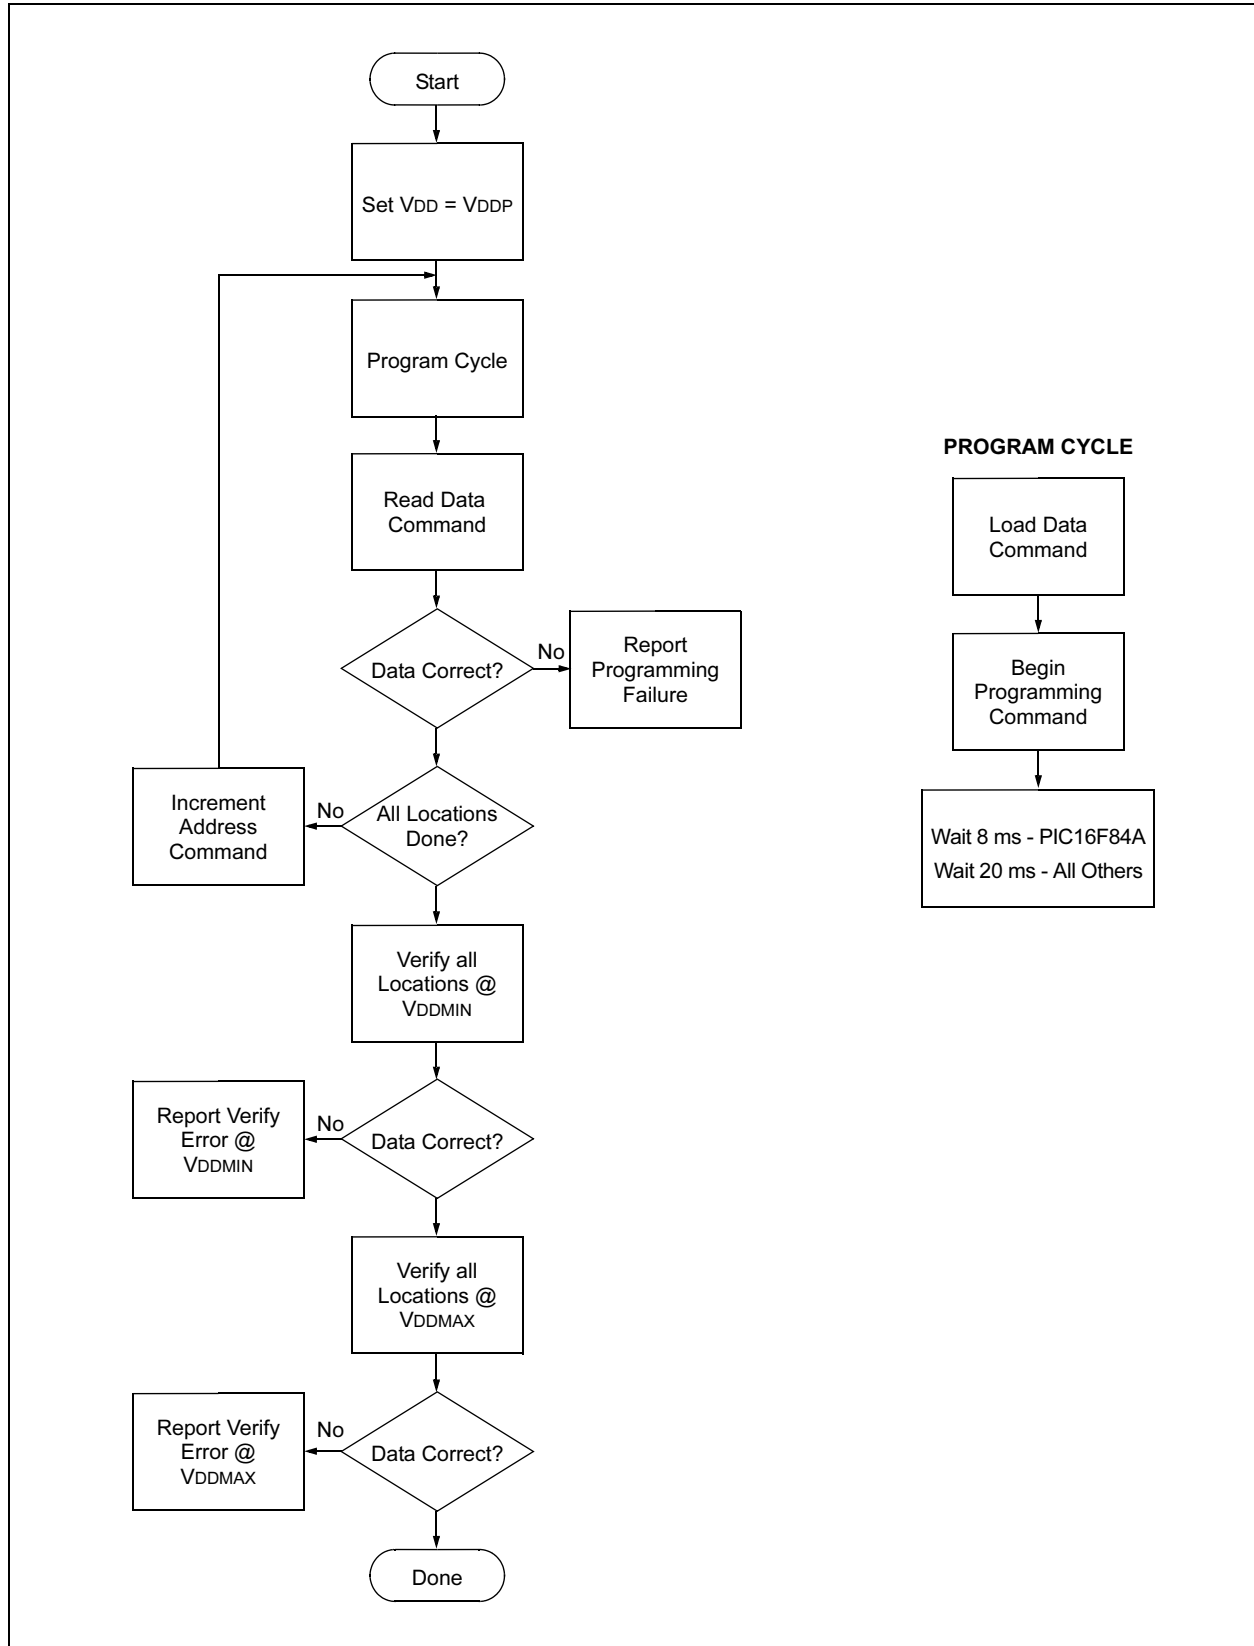 Start
Set VDD = VDDP
Program Cycle
Read Data
Command
Data Correct?
No
Report
Programming
Failure
All Locations
Done?
No
Increment
Address
Command
Verify all
Locations @
VDDMIN
Data Correct?
No
Report Verify
Error @
VDDMIN
Verify all
Locations @
VDDMAX
Data Correct?
No
Report Verify
Error @
VDDMAX
Done
PROGRAM CYCLE
Load Data
Command
Begin
Programming
Command
Wait 8 ms - PIC16F84A
Wait 20 ms - All Others